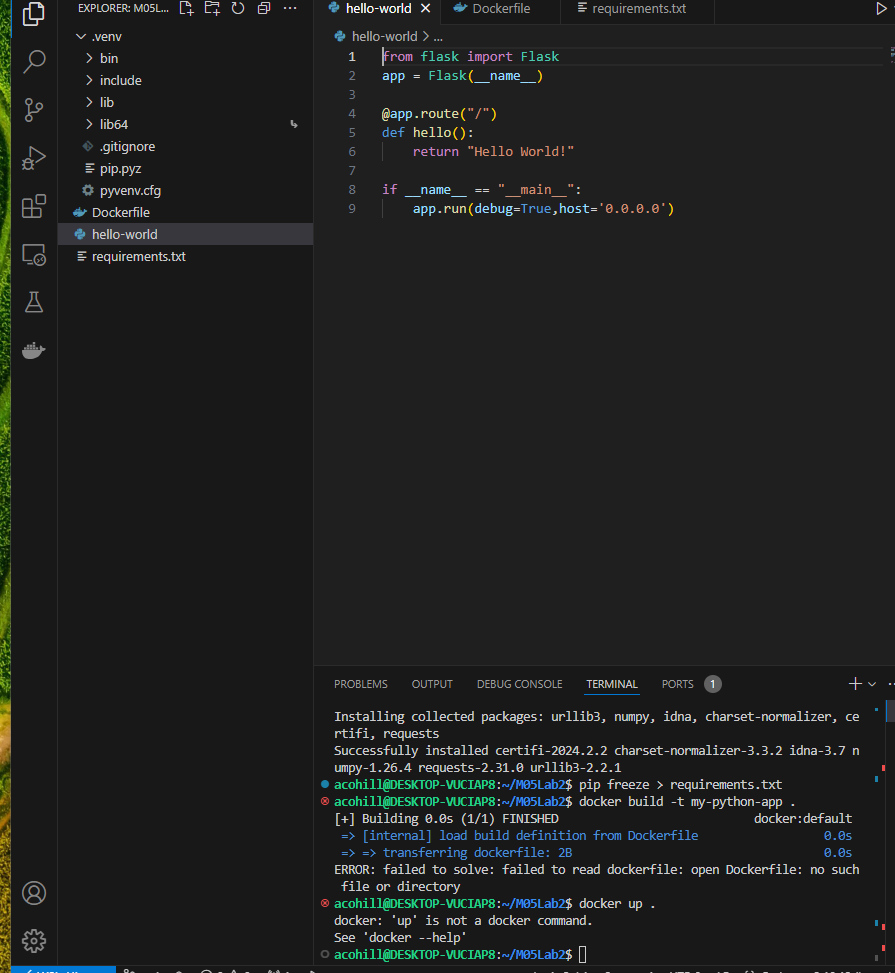 EXPLORER: M05L...
hello-world
Dockerfile
requirements.txt
.venv
bin
include
lib
lib64
.gitignore
pip.pyz
pyvenv.cfg
Dockerfile
hello-world
requirements.txt
hello-world > ...
1 from flask import Flask
2 app = Flask(__name__)
3
4 @app.route("/")
5 def hello():
6 return "Hello World!"
7
8 if __name__ == "__main__":
9 app.run(debug=True,host='0.0.0.0')
PROBLEMS OUTPUT DEBUG CONSOLE TERMINAL PORTS 1
Installing collected packages: urllib3, numpy, idna, charset-normalizer, ce
rtifi, requests
Successfully installed certifi-2024.2.2 charset-normalizer-3.3.2 idna-3.7 n
umpy-1.26.4 requests-2.31.0 urllib3-2.2.1
acohill@DESKTOP-VUCIAP8:~/M05Lab2$ pip freeze > requirements.txt
acohill@DESKTOP-VUCIAP8:~/M05Lab2$ docker build -t my-python-app .
[+] Building 0.0s (1/1) FINISHED docker:default
=> [internal] load build definition from Dockerfile 0.0s
=> => transferring dockerfile: 2B 0.0s
ERROR: failed to solve: failed to read dockerfile: open Dockerfile: no such
file or directory
acohill@DESKTOP-VUCIAP8:~/M05Lab2$ docker up .
docker: 'up' is not a docker command.
See 'docker --help'
acohill@DESKTOP-VUCIAP8:~/M05Lab2$